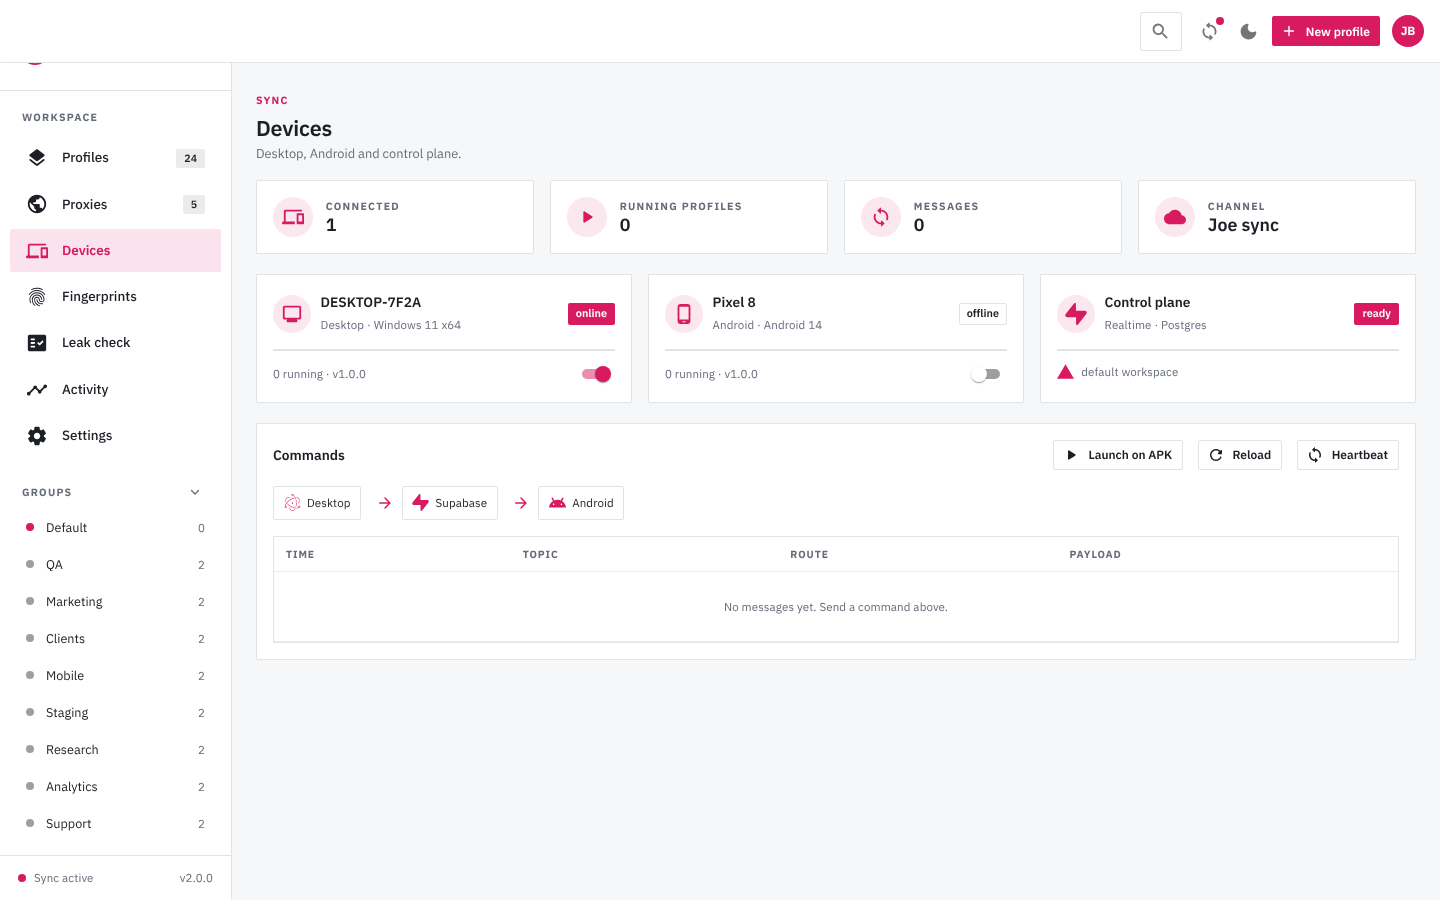 New profile
JB
WORKSPACE
Profiles 24
Proxies 5
Devices
Fingerprints
Leak check
Activity
Settings
GROUPS
Default 0
QA 2
Marketing 2
Clients 2
Mobile 2
Staging 2
Research 2
Analytics 2
Support 2
Sync active v2.0.0
SYNC
Devices
Desktop, Android and control plane.
CONNECTED
1
RUNNING PROFILES
0
MESSAGES
0
CHANNEL
Joe sync
DESKTOP-7F2A
Desktop · Windows 11 x64
online
0 running · v1.0.0
Pixel 8
Android · Android 14
offline
0 running · v1.0.0
Control plane
Realtime · Postgres
ready
default workspace
Commands
Launch on APK
Reload
Heartbeat
Desktop
Supabase
Android
TIME TOPIC ROUTE PAYLOAD
No messages yet. Send a command above.